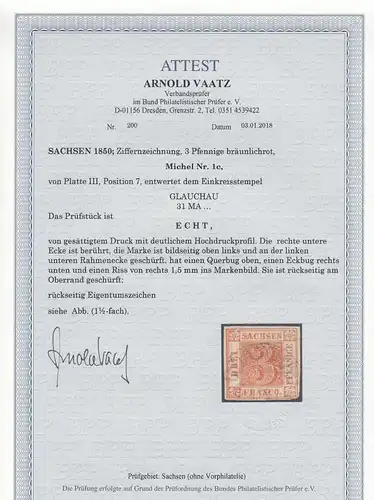 ATTEST
ARNOLD VAATZ
Verbandsprüfer
im Bund Philatelistischer Prüfer e. V.
D-01156 Dresden, Grenzstr. 2, Tel. 0351 4539422
Nr. 200 Datum 03.01.2018
SACHSEN 1850; Ziffernzeichnung, 3 Pfennige bräunlichrot,
Michel Nr. 1c,
von Platte III, Position 7, entwertet dem Einkreisstempel
GLAUCHAU
31 MA ...
Das Prüfstück ist
ECHT,
von gesättigtem Druck mit deutlichem Hochdruckprofil. Die rechte untere
Ecke ist berührt, die Marke ist bildseitig oben links und an der linken
unteren Rahmenecke geschürft. hat einen Querbug oben, einen Eckbug rechts
unten und einen Riss von rechts 1,5 mm ins Markenbild. Sie ist rückseitig am
Oberrand geschürft:
rückseitig Eigentumszeichen
siehe Abb. (1½-fach).
Arnold Vaatz
SACHSEN
DREI 3 PFENNIGE
FRANCO.
Prüfgebiet: Sachsen (ohne Vorphilatelie)
Die Prüfung erfolgte auf Grund der Prüfordnung des Bundes Philatelistischer Prüfer e.V.